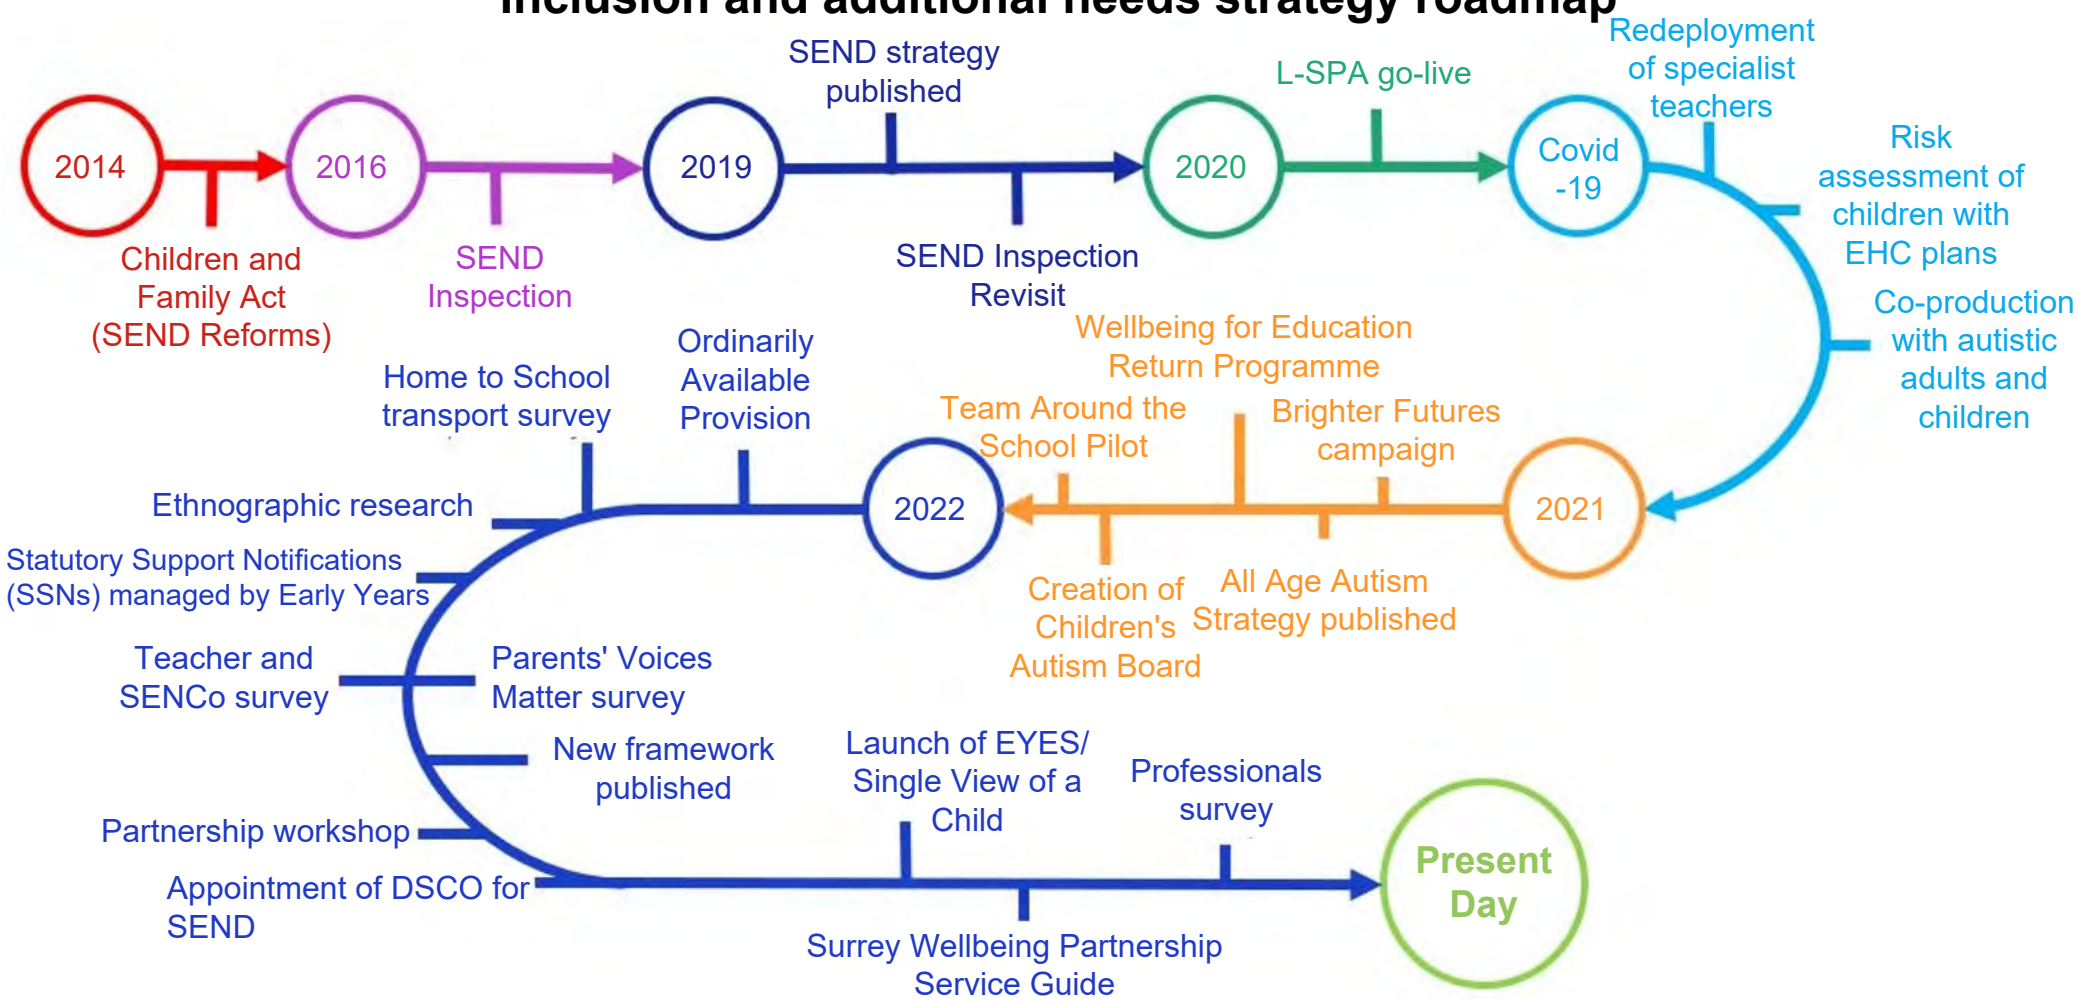 Inclusion and additional needs strategy roadmap
2014
Children and
Family Act
(SEND Reforms)
2016
SEND
Inspection
2019
SEND strategy
published
SEND Inspection
Revisit
2020
L-SPA go-live
Covid
-19
Redeployment
of specialist
teachers
Risk
assessment of
children with
EHC plans
Co-production
with autistic
adults and
children
2021
Brighter Futures
campaign
All Age Autism
Strategy published
Wellbeing for Education
Return Programme
Creation of
Children's
Autism Board
Team Around the
School Pilot
2022
Ordinarily
Available
Provision
Home to School
transport survey
Ethnographic research
Statutory Support Notifications
(SSNs) managed by Early Years
Teacher and
SENCo survey
Parents' Voices
Matter survey
New framework
published
Partnership workshop
Appointment of DSCO for
SEND
Launch of EYES/
Single View of a
Child
Surrey Wellbeing Partnership
Service Guide
Professionals
survey
Present
Day